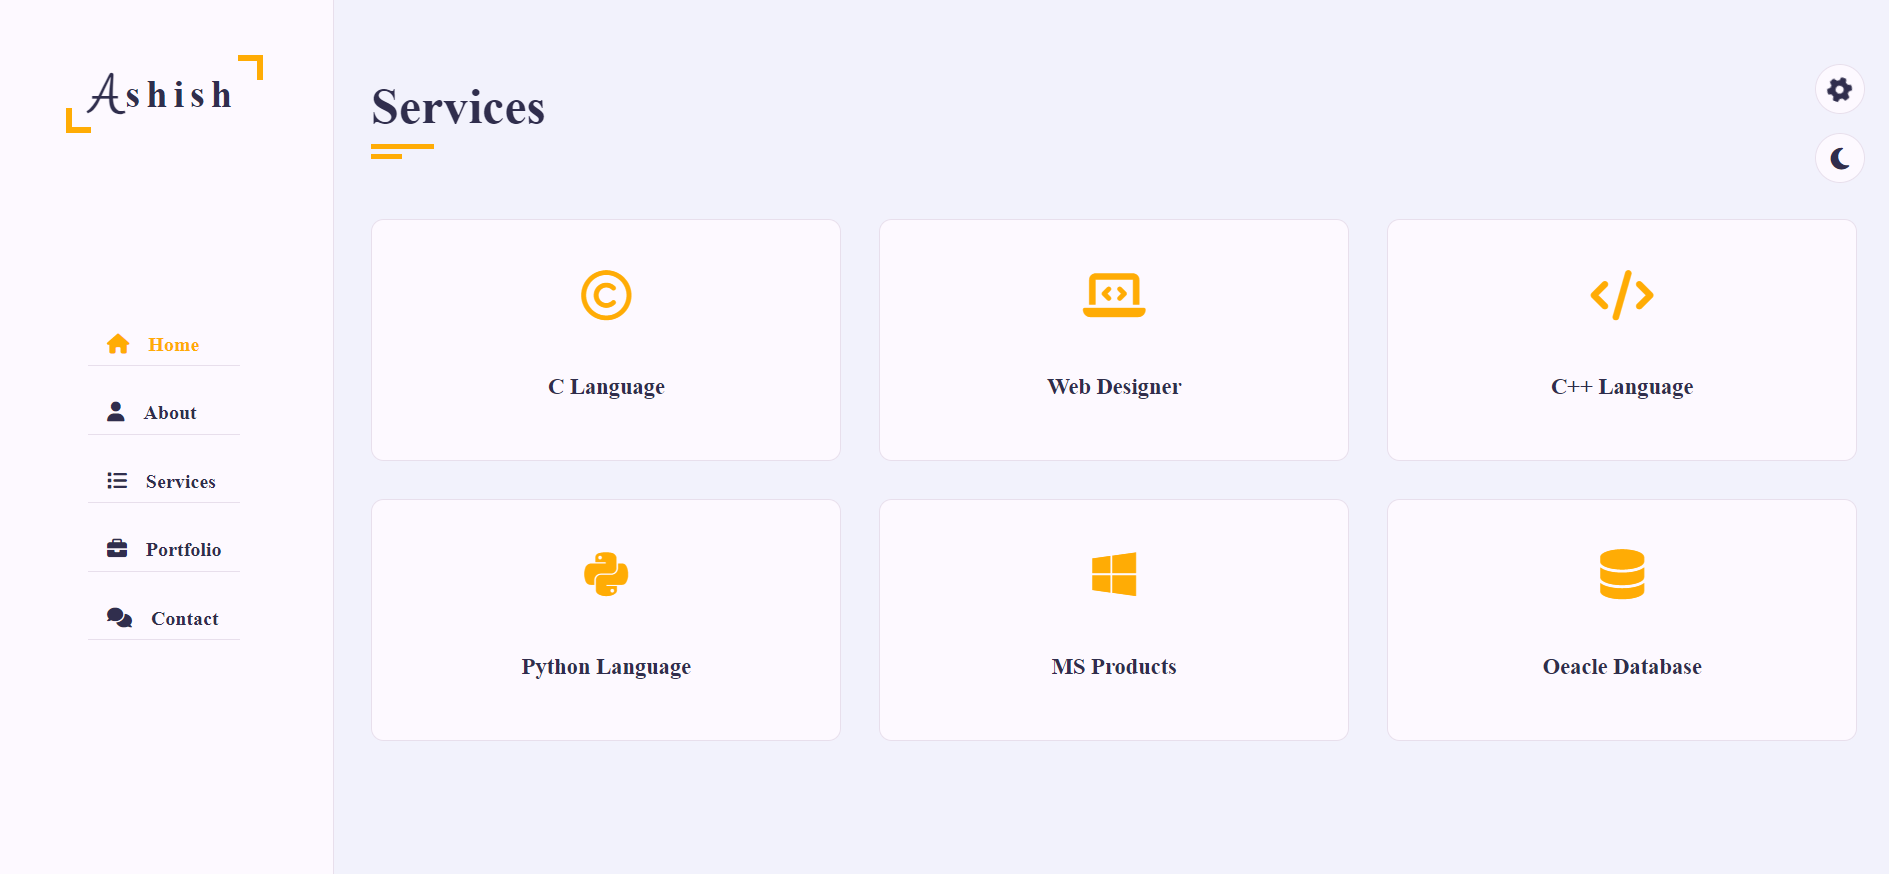 Ashish
Home
About
Services
Portfolio
Contact
Services
C Language
Web Designer
C++ Language
Python Language
MS Products
Oeacle Database